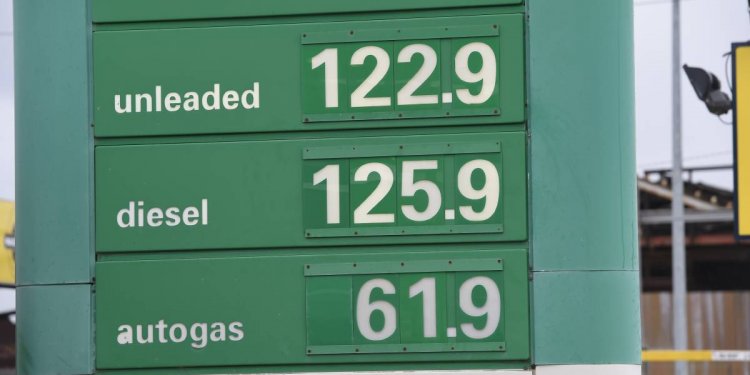 unleaded 122.9
diesel 125.9
autogas 61.9